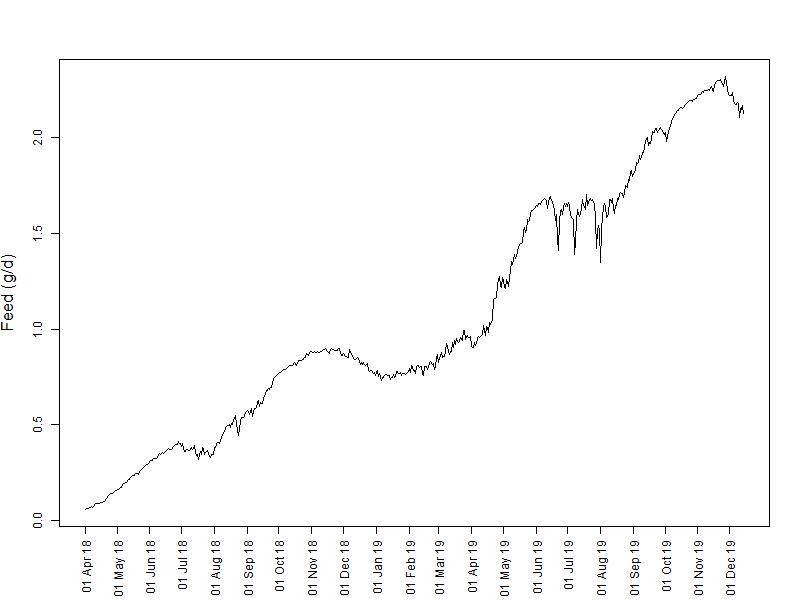 Feed (g/d)
2.0
1.5
1.0
0.5
0.0
01 Apr 18
01 May 18
01 Jun 18
01 Jul 18
01 Aug 18
01 Sep 18
01 Oct 18
01 Nov 18
01 Dec 18
01 Jan 19
01 Feb 19
01 Mar 19
01 Apr 19
01 May 19
01 Jun 19
01 Jul 19
01 Aug 19
01 Sep 19
01 Oct 19
01 Nov 19
01 Dec 19